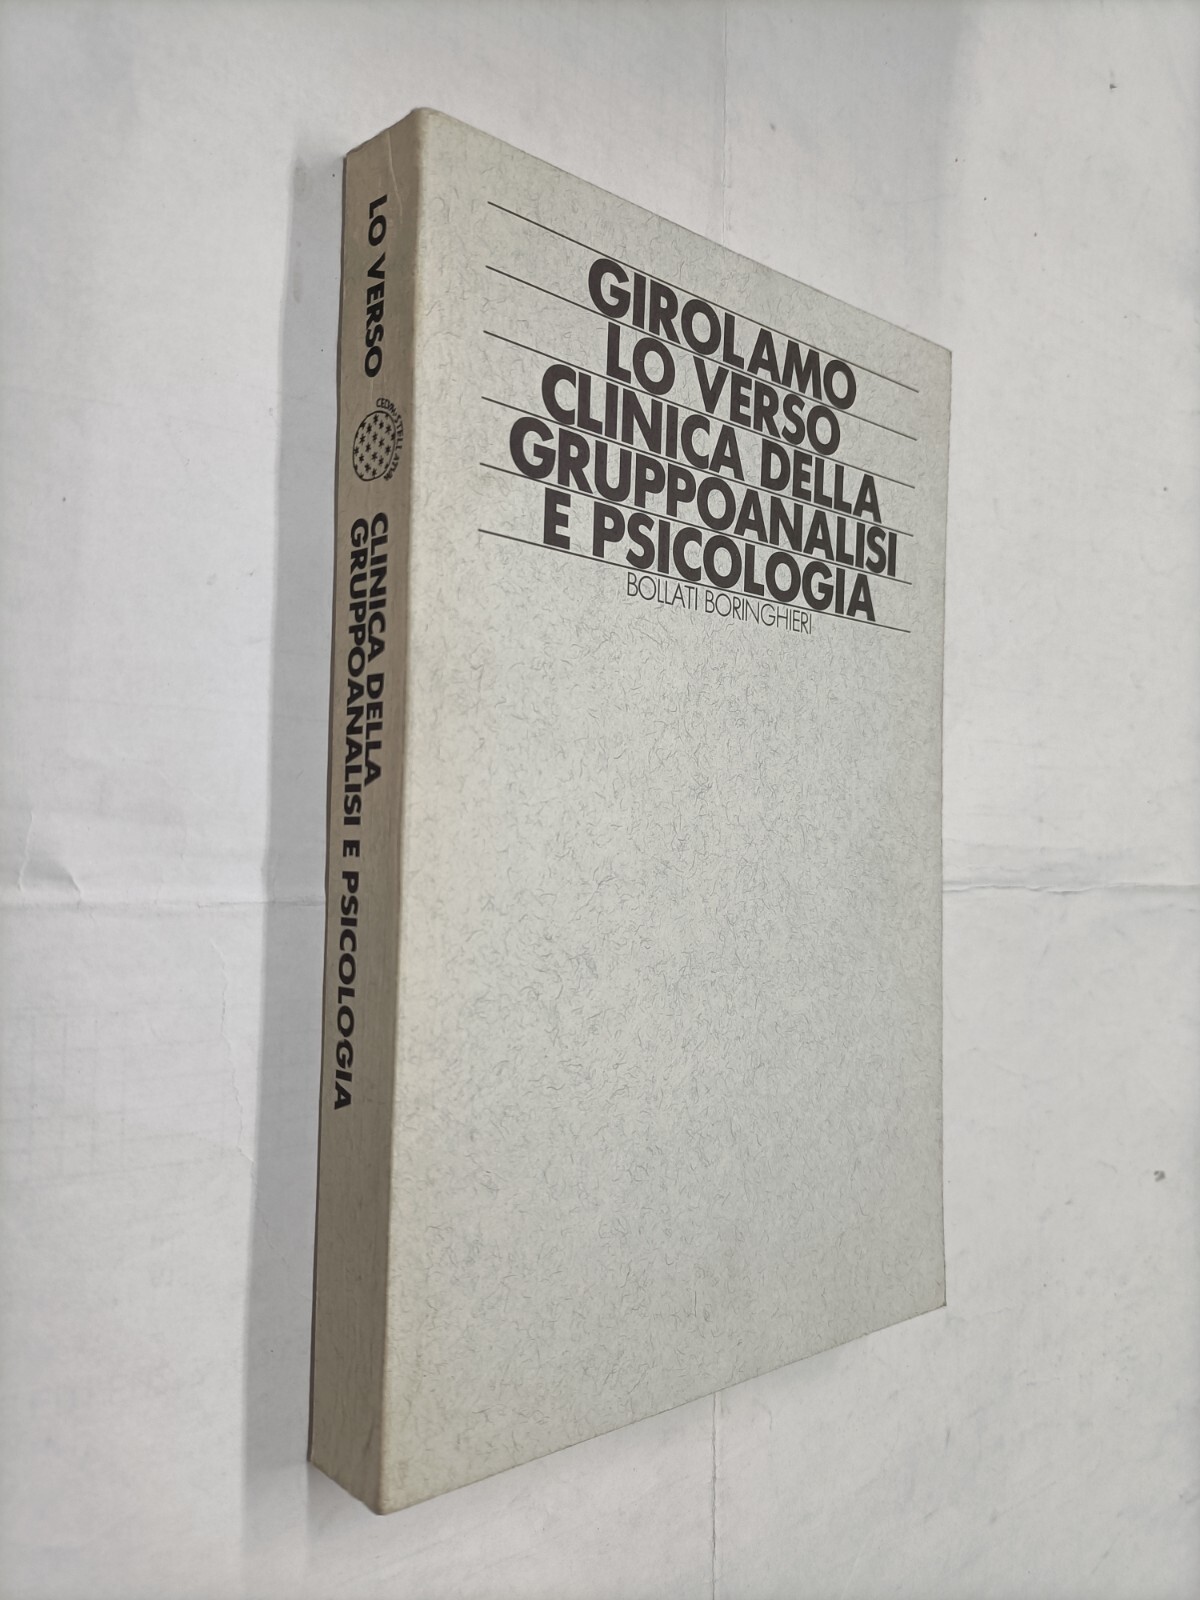 GIROLAMO
LO VERSO
CLINICA DELLA
GRUPPOANALISI
E PSICOLOGIA
BOLLATI BORINGHIERI
LO VERSO
CLINICA DELLA
GRUPPOANALISI E PSICOLOGIA